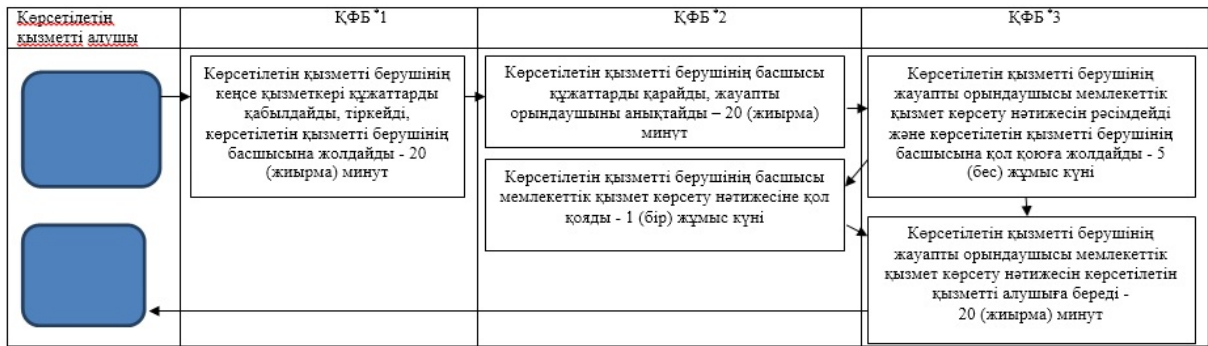 Көрсетілетін
қызметті алушы
ҚФБ *1
ҚФБ *2
ҚФБ *3
Көрсетілетін қызметті берушінің
кеңсе қызметкері құжаттарды
қабылдайды, тіркейді,
көрсетілетін қызметті берушінің
басшысына жолдайды - 20
(жиырма) минут
Көрсетілетін қызметті берушінің басшысы
құжаттарды қарайды, жауапты
орындаушыны анықтайды – 20 (жиырма)
минут
Көрсетілетін қызметті берушінің
жауапты орындаушысы мемлекеттік
қызмет көрсету нәтижесін рәсімдейді
және көрсетілетін қызметті берушінің
басшысына қол қоюға жолдайды - 5
(бес) жұмыс күні
Көрсетілетін қызметті берушінің басшысы
мемлекеттік қызмет көрсету нәтижесіне қол
қояды - 1 (бір) жұмыс күні
Көрсетілетін қызметті берушінің
жауапты орындаушысы мемлекеттік
қызмет көрсету нәтижесін көрсетілетін
қызметті алушыға береді -
20 (жиырма) минут